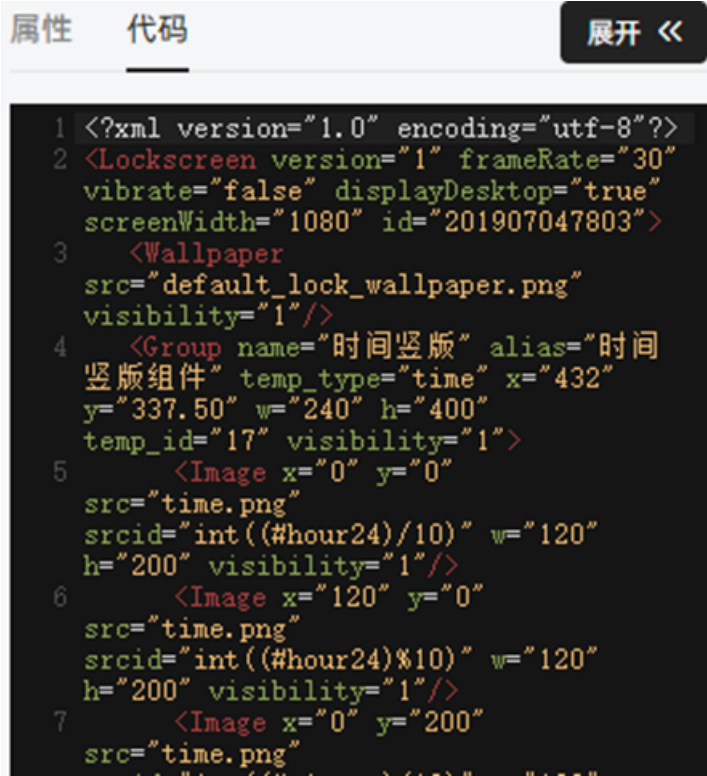 属性 代码 展开 «
1 <?xml version="1.0" encoding="utf-8"?>
2 <Lockscreen version="1" frameRate="30"
vibrate="false" displayDesktop="true"
screenWidth="1080" id="201907047803">
3 <Wallpaper
src="default_lock_wallpaper.png"
visibility="1"/>
4 <Group name="时间竖版" alias="时间
竖版组件" temp_type="time" x="432"
y="337.50" w="240" h="400"
temp_id="17" visibility="1">
5 <Image x="0" y="0"
src="time.png"
srcid="int((#hour24)/10)" w="120"
h="200" visibility="1"/>
6 <Image x="120" y="0"
src="time.png"
srcid="int((#hour24)%10)" w="120"
h="200" visibility="1"/>
7 <Image x="0" y="200"
src="time.png"